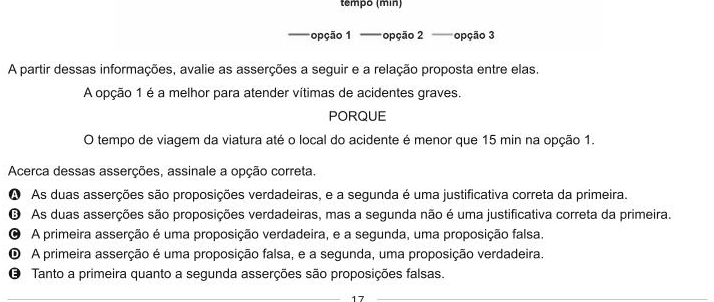 tempo (min)
opção 1 opção 2 opção 3
A partir dessas informações, avalie as asserções a seguir e a relação proposta entre elas.
A opção 1 é a melhor para atender vítimas de acidentes graves.
PORQUE
O tempo de viagem da viatura até o local do acidente é menor que 15 min na opção 1.
Acerca dessas asserções, assinale a opção correta.
A As duas asserções são proposições verdadeiras, e a segunda é uma justificativa correta da primeira.
B As duas asserções são proposições verdadeiras, mas a segunda não é uma justificativa correta da primeira.
C A primeira asserção é uma proposição verdadeira, e a segunda, uma proposição falsa.
D A primeira asserção é uma proposição falsa, e a segunda, uma proposição verdadeira.
E Tanto a primeira quanto a segunda asserções são proposições falsas.
17